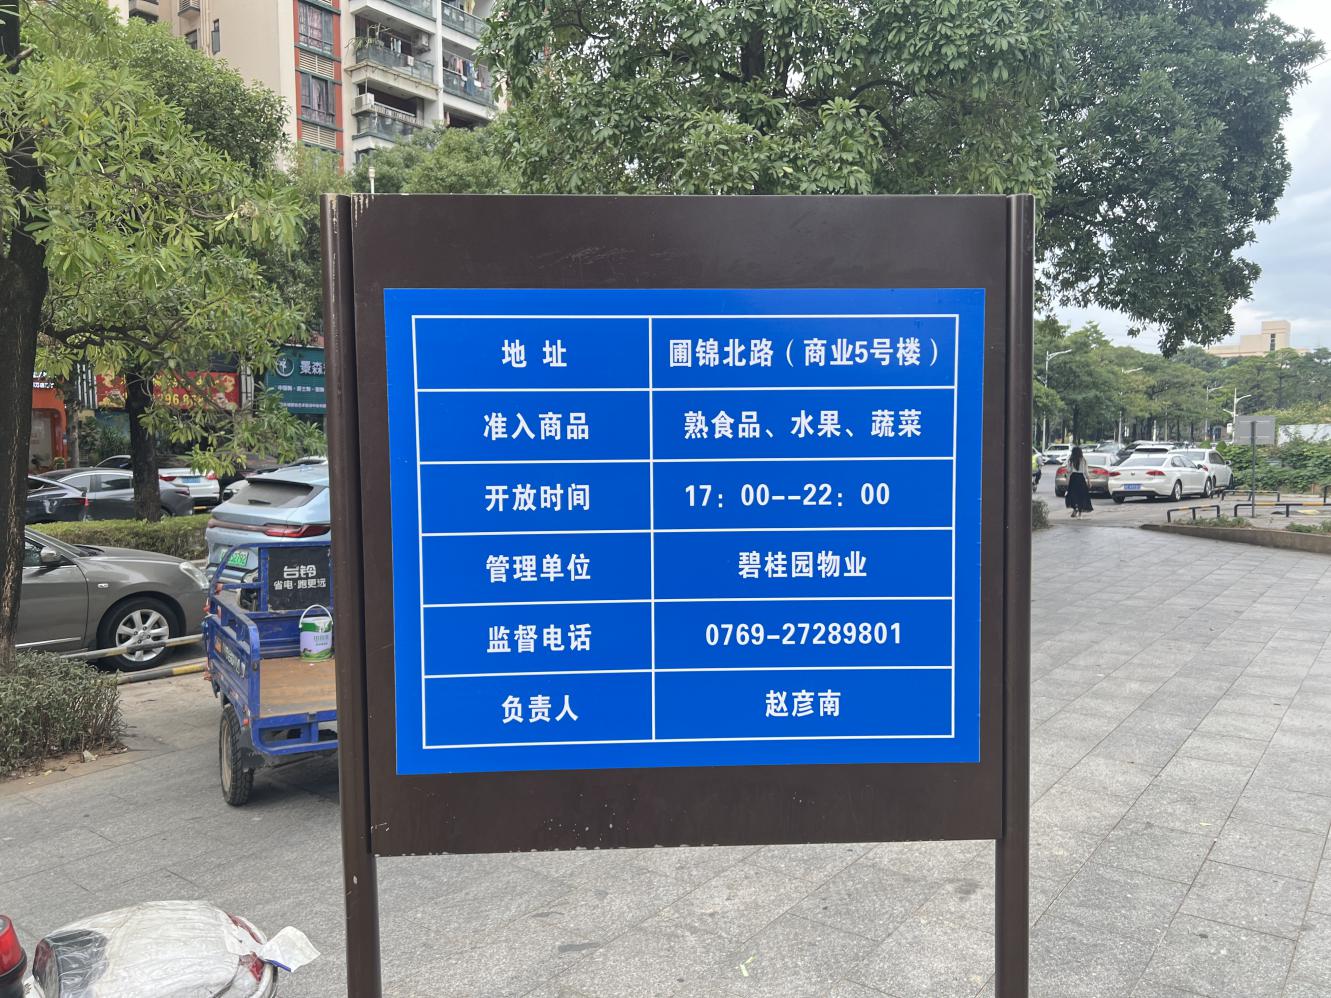 地 址 圃锦北路（商业5号楼）
准入商品 熟食品、水果、蔬菜
开放时间 17：00--22：00
管理单位 碧桂园物业
监督电话 0769-27289801
负责人 赵彦南
台铃
省电·跑更远